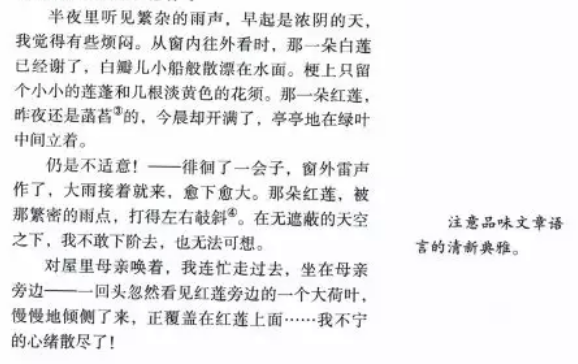 半夜里听见繁杂的雨声，早起是浓阴的天，
我觉得有些烦闷。从窗内往外看时，那一朵白莲
已经谢了，白瓣儿小船般散漂在水面。梗上只留
个小小的莲蓬和几根淡黄色的花须。那一朵红莲，
昨夜还是菡萏③的，今晨却开满了，亭亭地在绿叶
中间立着。
仍是不适意！——徘徊了一会子，窗外雷声
作了，大雨接着就来，愈下愈大。那朵红莲，被
那繁密的雨点，打得左右攲斜④。在无遮蔽的天空
之下，我不敢下阶去，也无法可想。
对屋里母亲唤着，我连忙走过去，坐在母亲
旁边——一回头忽然看见红莲旁边的一个大荷叶，
慢慢地倾侧了来，正覆盖在红莲上面……我不宁
的心绪散尽了！
注意品味文章语
言的清新典雅。